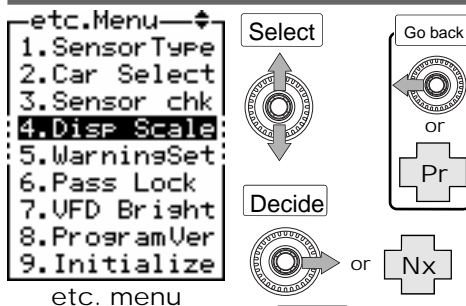 etc.Menu
1.SensorType
2.Car Select
3.Sensor chk
4.Disp Scale
5.WarningSet
6.Pass Lock
7.VFD Bright
8.ProgramVer
9.Initialize
etc. menu
Select
Decide
or
Nx
Go back
or
Pr